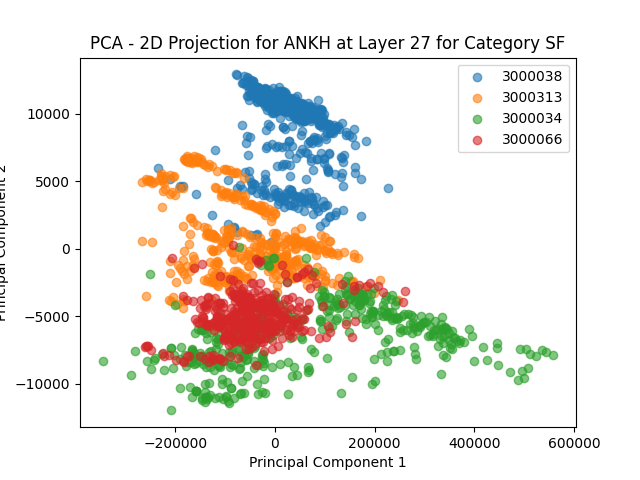 PCA - 2D Projection for ANKH at Layer 27 for Category SF
3000038
3000313
3000034
3000066
10000
5000
0
−5000
−10000
Principal Component 2
−200000 0 200000 400000 600000
Principal Component 1